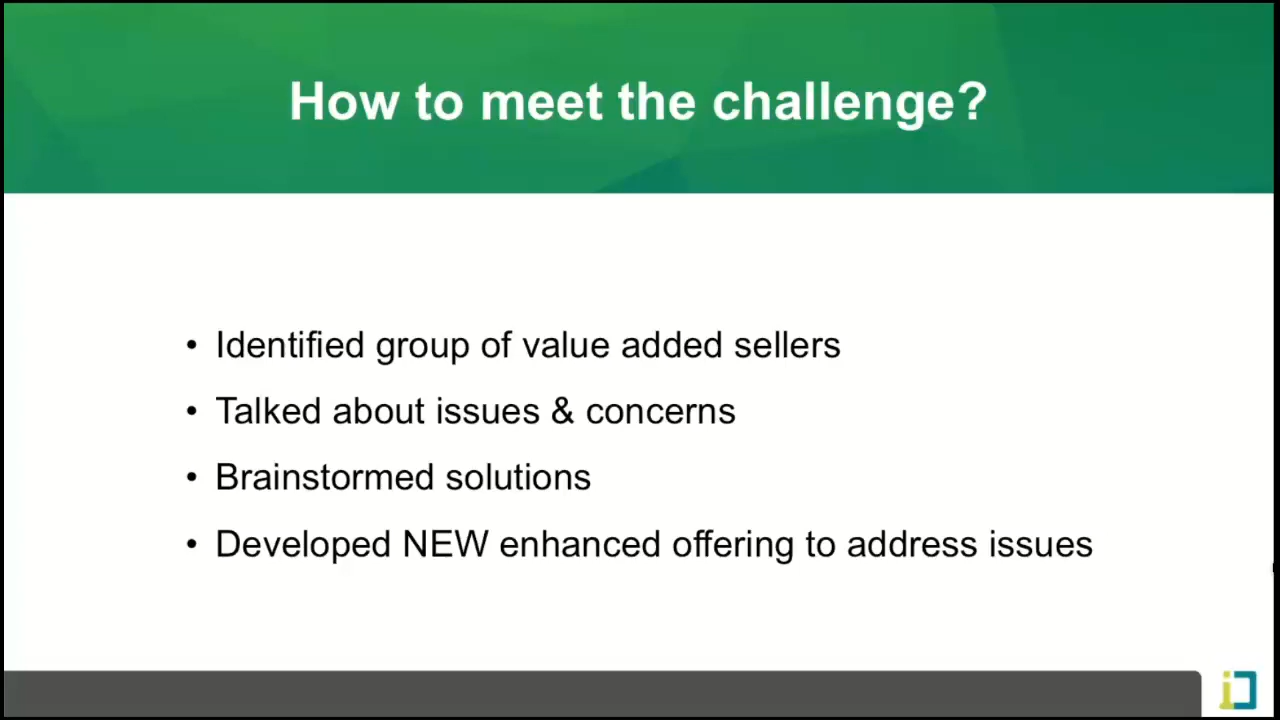 How to meet the challenge?
• Identified group of value added sellers
• Talked about issues & concerns
• Brainstormed solutions
• Developed NEW enhanced offering to address issues